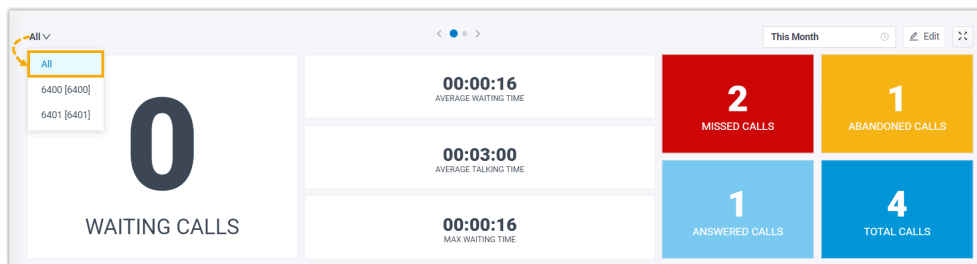 All
This Month
Edit
All
6400 [6400]
6401 [6401]
0
WAITING CALLS
00:00:16
AVERAGE WAITING TIME
00:03:00
AVERAGE TALKING TIME
00:00:16
MAX WAITING TIME
2
MISSED CALLS
1
ABANDONED CALLS
1
ANSWERED CALLS
4
TOTAL CALLS